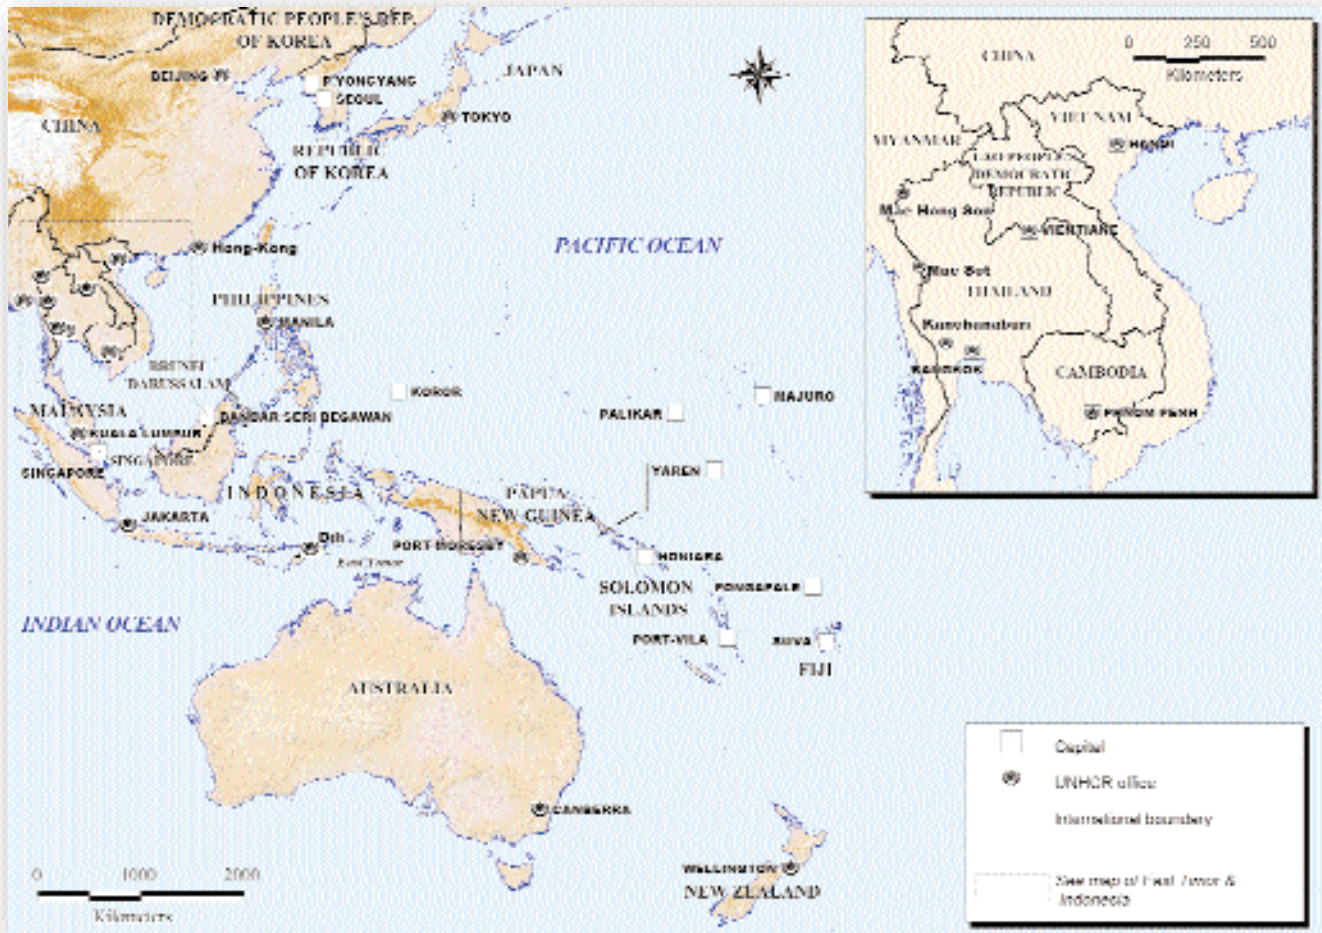 DEMOCRATIC PEOPLE'S REP.
OF KOREA
BEIJING
P'YONGYANG
SEOUL
JAPAN
TOKYO
CHINA
REPUBLIC
OF KOREA
Hong-Kong
PACIFIC OCEAN
PHILIPPINES
MANILA
BRUNEI
DARUSSALAM
KOROR
MAJURO
PALIKAR
MALAYSIA
BANDAR SERI BEGAWAN
KUALA LUMPUR
SINGAPORE
SINGAPORE
YAREN
INDONESIA
PAPUA
NEW GUINEA
JAKARTA
Dili
East Timor
PORT MORESBY
HONIARA
SOLOMON
ISLANDS
FONGAFALE
INDIAN OCEAN
PORT-VILA
SUVA
FIJI
AUSTRALIA
CANBERRA
WELLINGTON
NEW ZEALAND
0 1000 2000
Kilometers
0 250 500
Kilometers
CHINA
VIET NAM
MYANMAR
HANOI
LAO PEOPLE'S
DEMOCRATIC
REPUBLIC
Mae Hong Son
VIENTIANE
Mae Sot
THAILAND
Kanchanaburi
BANGKOK
CAMBODIA
PHNOM PENH
Capital
UNHCR office
International boundary
See map of East Timor &
Indonesia